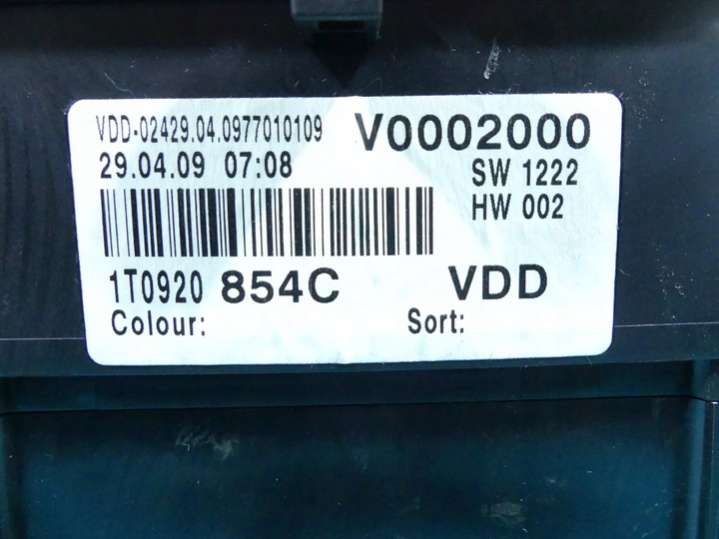 VDD-02429.04.0977010109 V0002000
29.04.09 07:08 SW 1222
HW 002
1T0920 854C VDD
Colour: Sort: